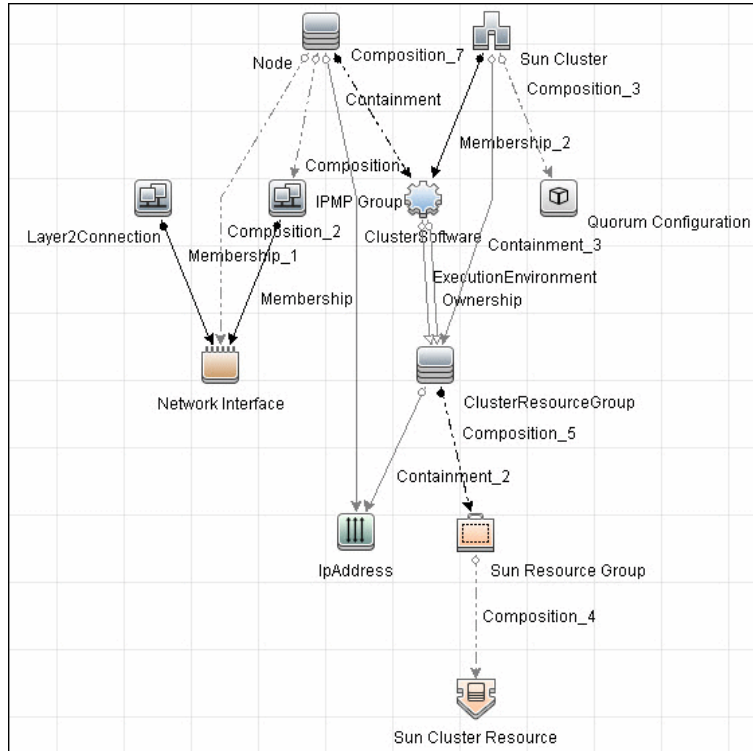 Node
Composition_7
Sun Cluster
Composition_3
Containment
Membership_2
Composition
IPMP Group
Layer2Connection
Composition_2
ClusterSoftware
Quorum Configuration
Membership_1
Containment_3
ExecutionEnvironment
Membership
Ownership
Network Interface
ClusterResourceGroup
Composition_5
Containment_2
IpAddress
Sun Resource Group
Composition_4
Sun Cluster Resource